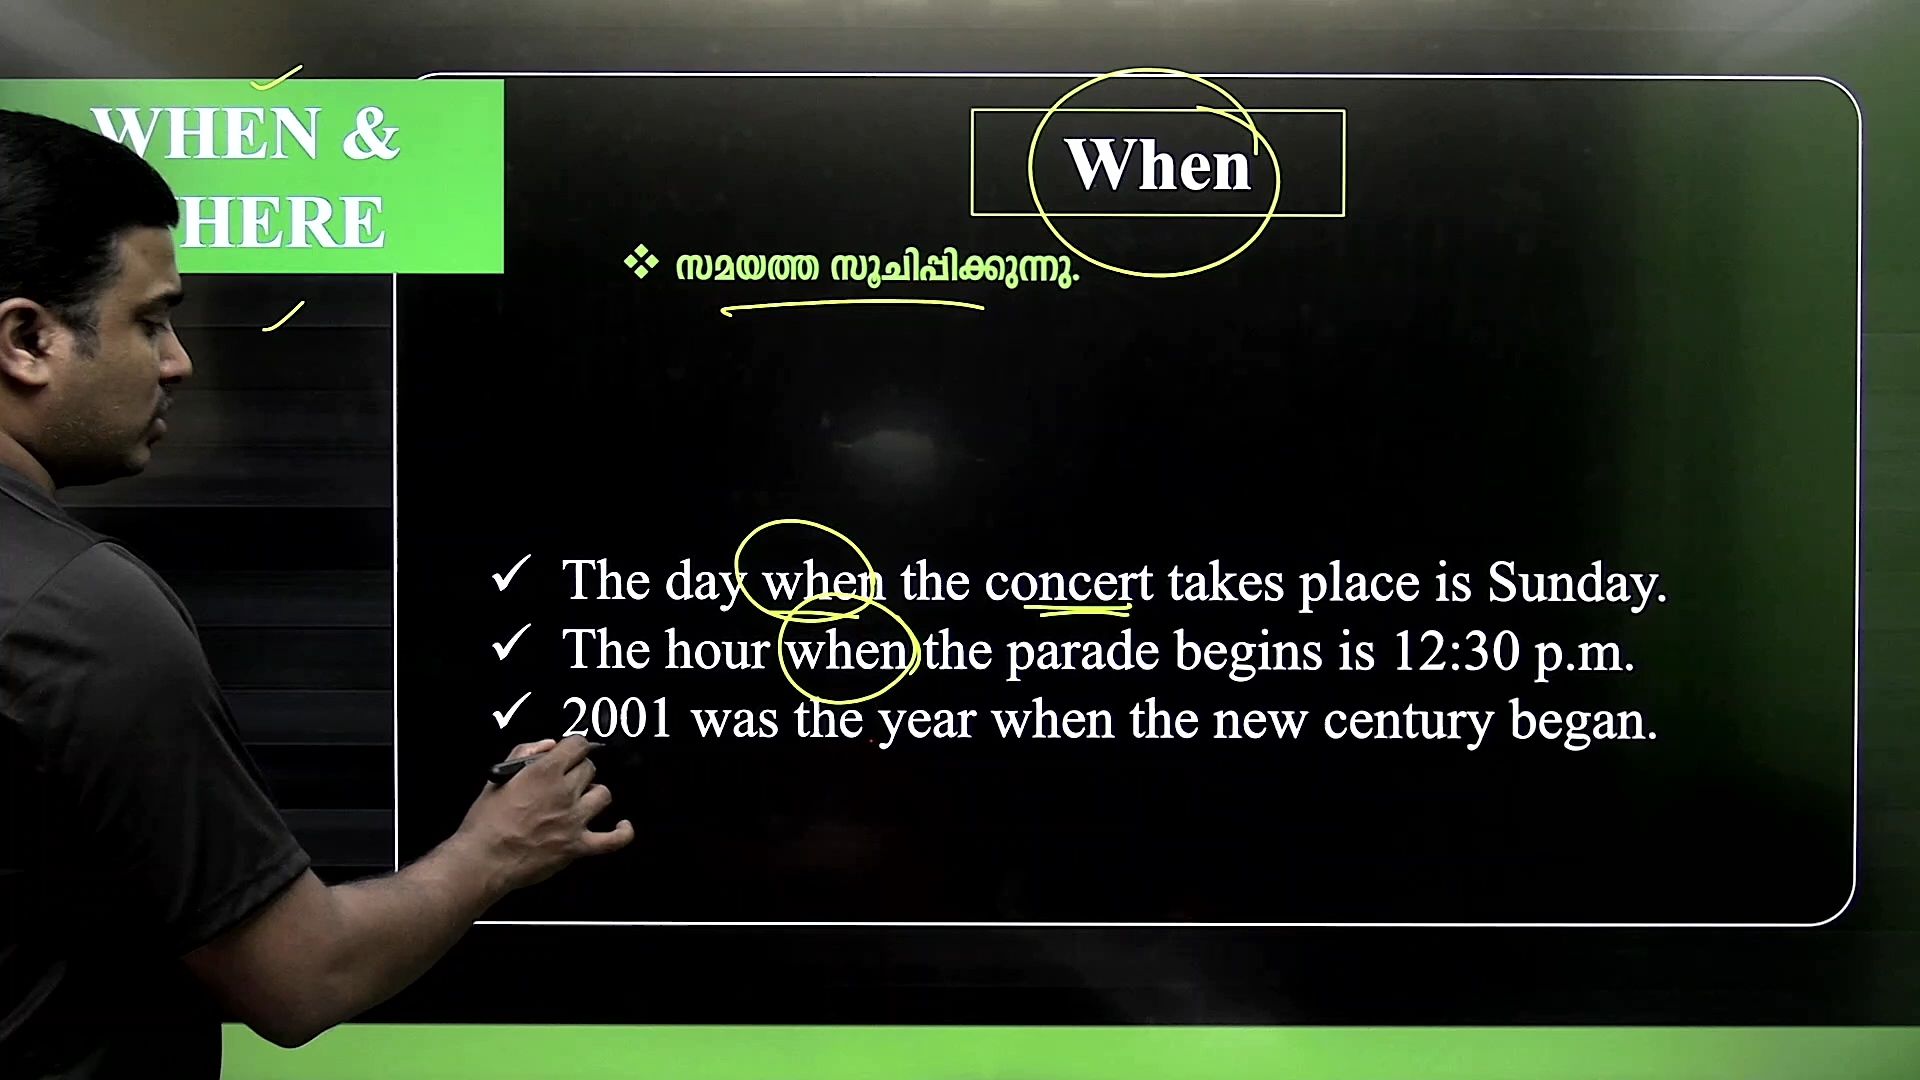 WHEN &
HERE
When
❖ സമയത്ത സൂചിപ്പിക്കുന്നു.
✓ The day when the concert takes place is Sunday.
✓ The hour when the parade begins is 12:30 p.m.
✓ 2001 was the year when the new century began.